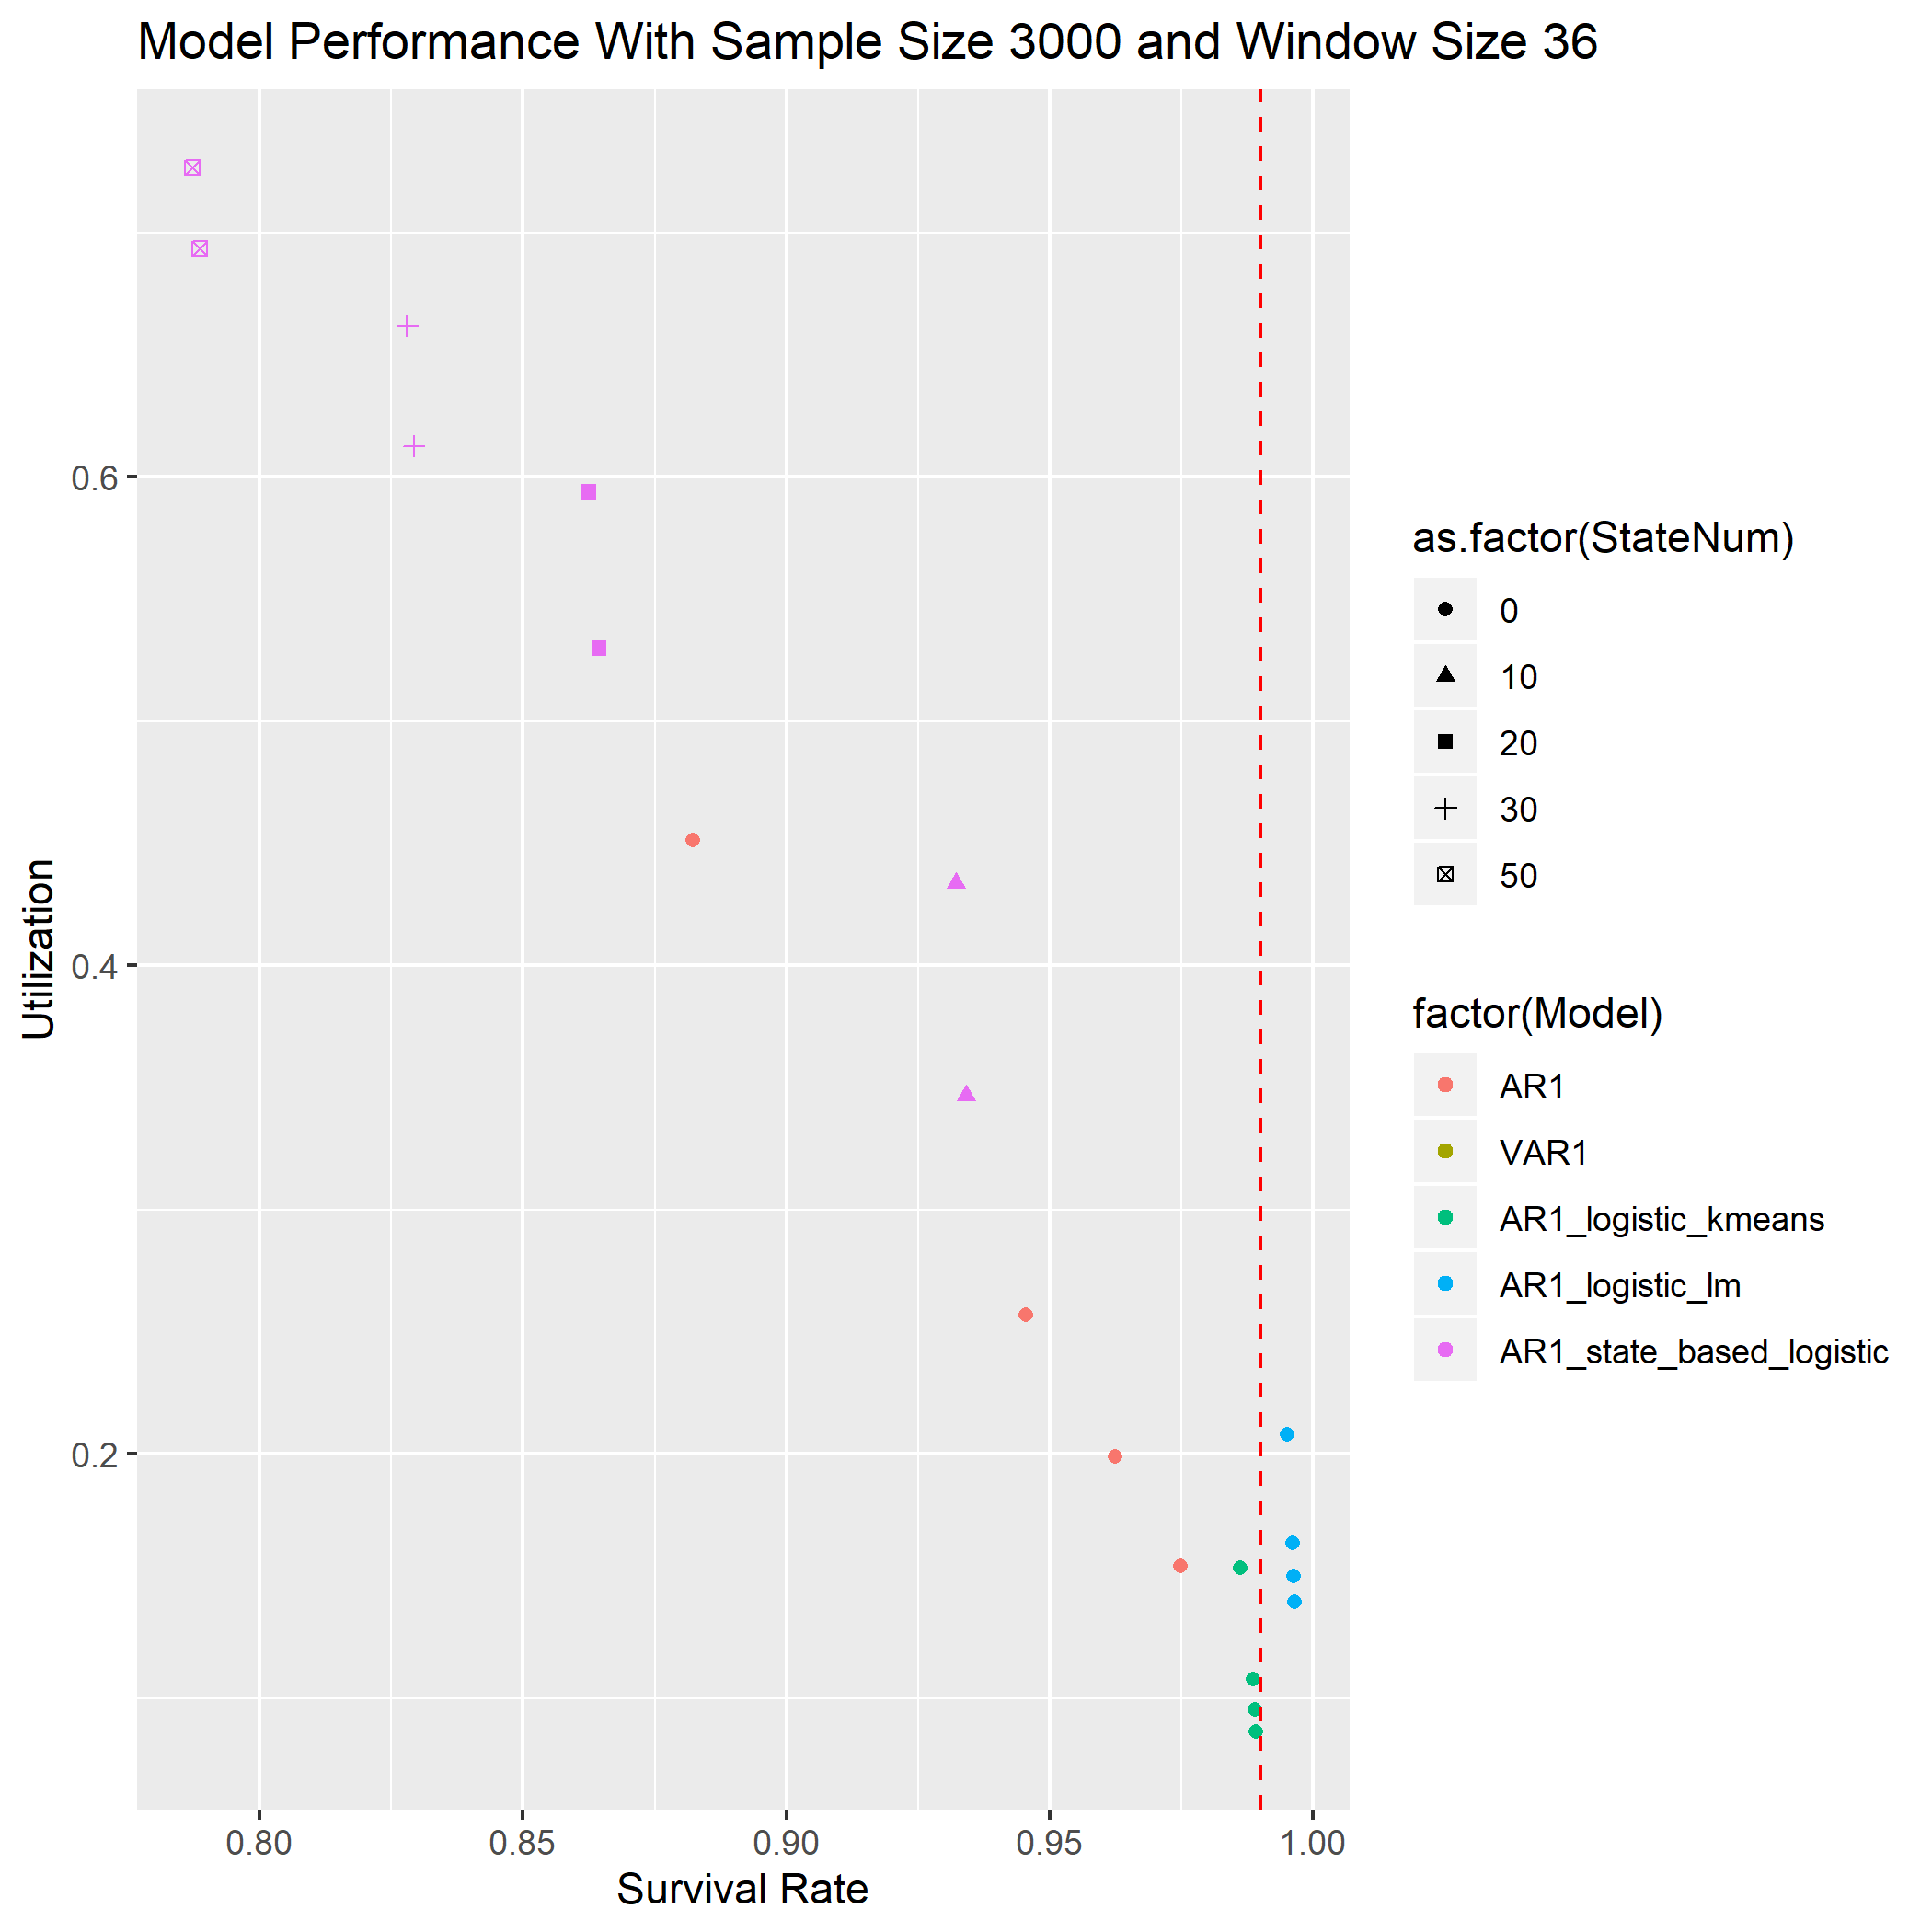 Model Performance With Sample Size 3000 and Window Size 36
Utilization
0.6
0.4
0.2
0.80
0.85
0.90
0.95
1.00
Survival Rate
as.factor(StateNum)
0
10
20
30
50
factor(Model)
AR1
VAR1
AR1_logistic_kmeans
AR1_logistic_lm
AR1_state_based_logistic